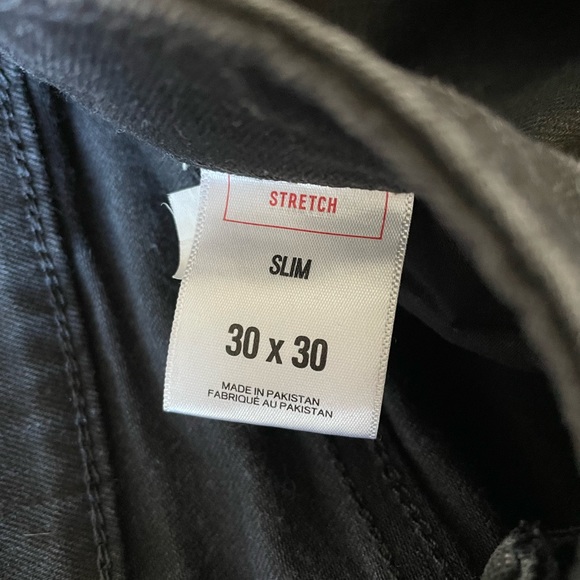 STRETCH
SLIM
30 x 30
MADE IN PAKISTAN
FABRIQUÉ AU PAKISTAN